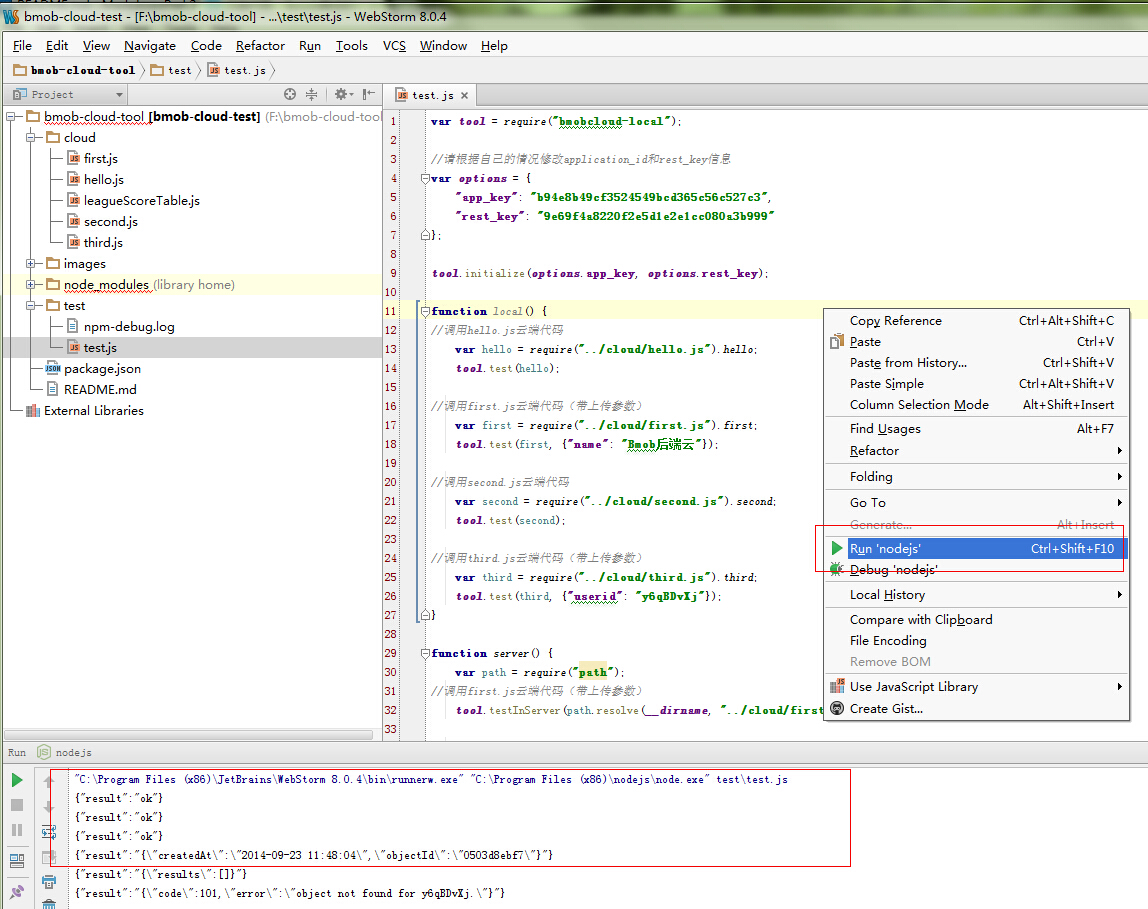 bmob-cloud-test - [F:\bmob-cloud-tool] - ...\test\test.js - WebStorm 8.0.4
File Edit View Navigate Code Refactor Run Tools VCS Window Help
bmob-cloud-tool test test.js
Project
bmob-cloud-tool [bmob-cloud-test] (F:\bmob-cloud-tool
cloud
first.js
hello.js
leagueScoreTable.js
second.js
third.js
images
node_modules (library home)
test
npm-debug.log
test.js
package.json
README.md
External Libraries
test.js
1 var tool = require("bmobcloud-local");
2
3 //请根据自己的情况修改application_id和rest_key信息
4 var options = {
5 "app_key": "b94e8b49cf3524549bcd365c56c527c3",
6 "rest_key": "9e69f4a8220f2e5d1e2e1cc080a3b999"
7 };
8
9 tool.initialize(options.app_key, options.rest_key);
10
11 function local() {
12 //调用hello.js云端代码
13 var hello = require("../cloud/hello.js").hello;
14 tool.test(hello);
15
16 //调用first.js云端代码（带上传参数）
17 var first = require("../cloud/first.js").first;
18 tool.test(first, {"name": "Bmob后端云"});
19
20 //调用second.js云端代码
21 var second = require("../cloud/second.js").second;
22 tool.test(second);
23
24 //调用third.js云端代码（带上传参数）
25 var third = require("../cloud/third.js").third;
26 tool.test(third, {"userid": "y6qBDvXj"});
27 }
28
29 function server() {
30 var path = require("path");
31 //调用first.js云端代码（带上传参数）
32 tool.testInServer(path.resolve(__dirname, "../cloud/first
33
Copy Reference Ctrl+Alt+Shift+C
Paste Ctrl+V
Paste from History... Ctrl+Shift+V
Paste Simple Ctrl+Alt+Shift+V
Column Selection Mode Alt+Shift+Insert
Find Usages Alt+F7
Refactor
Folding
Go To
Generate... Alt+Insert
Run 'nodejs' Ctrl+Shift+F10
Debug 'nodejs'
Local History
Compare with Clipboard
File Encoding
Remove BOM
Use JavaScript Library
Create Gist...
Run nodejs
"C:\Program Files (x86)\JetBrains\WebStorm 8.0.4\bin\runnerw.exe" "C:\Program Files (x86)\nodejs\node.exe" test\test.js
{"result":"ok"}
{"result":"ok"}
{"result":"ok"}
{"result":"{\"createdAt\":\"2014-09-23 11:48:04\",\"objectId\":\"0503d8ebf7\"}"}
{"result":"{\"results\":[]}"}
{"result":"{\"code\":101,\"error\":\"object not found for y6qBDvXj.\"}"}